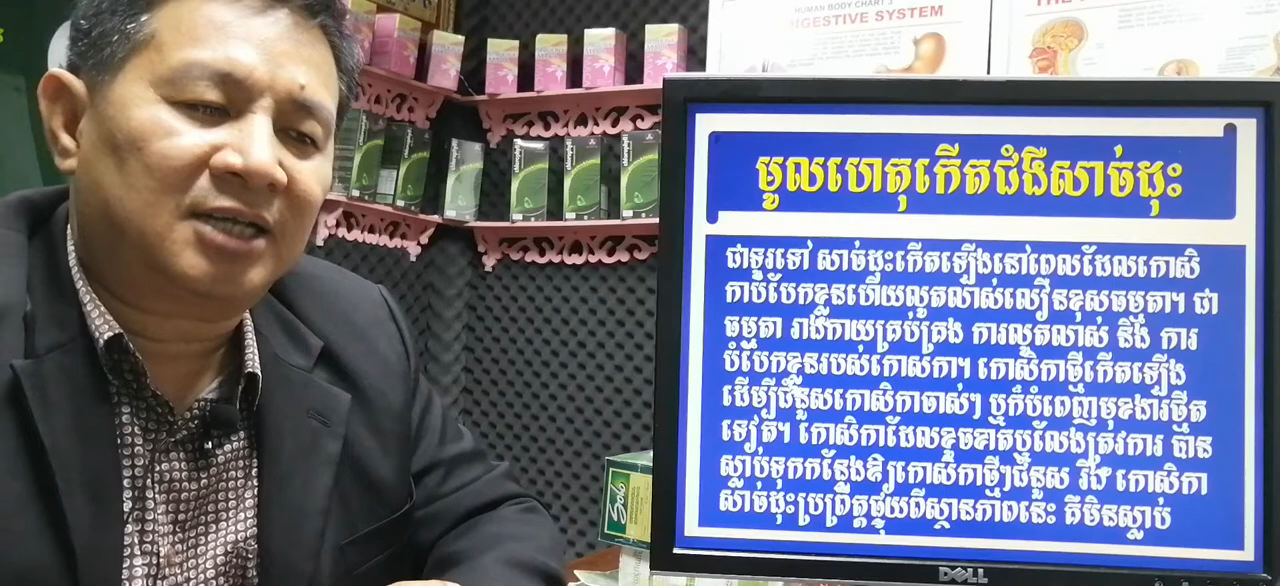 HUMAN BODY CHART 3
DIGESTIVE SYSTEM
chlorophyll
chlorophyll
មូលហេតុកើតជំងឺសាច់ដុះ
ជាទូរទៅ សាច់ដុះកើតឡើងនៅពេលដែលកោសិ
កាបំបែកខ្លួនហើយលូតលាស់លឿនខុសធម្មតា។ ជា
ធម្មតា រាងកាយគ្រប់គ្រង ការលូតលាស់ និង ការ
បំបែកខ្លួនរបស់កោសិកា។ កោសិកាថ្មីកើតឡើង
ដើម្បីជំនួសកោសិកាចាស់ៗ ឬក៏បំពេញមុខងារថ្មីត
ទៀត។ កោសិកាដែលខូចខាតឬលែងត្រូវការ បាន
ស្លាប់ទុកកន្លែងឱ្យកោសិកាថ្មីៗជំនួស រីឯ កោសិកា
សាច់ដុះប្រព្រឹត្តផ្ទុយពីស្ថានភាពនេះ គឺមិនស្លាប់
DELL